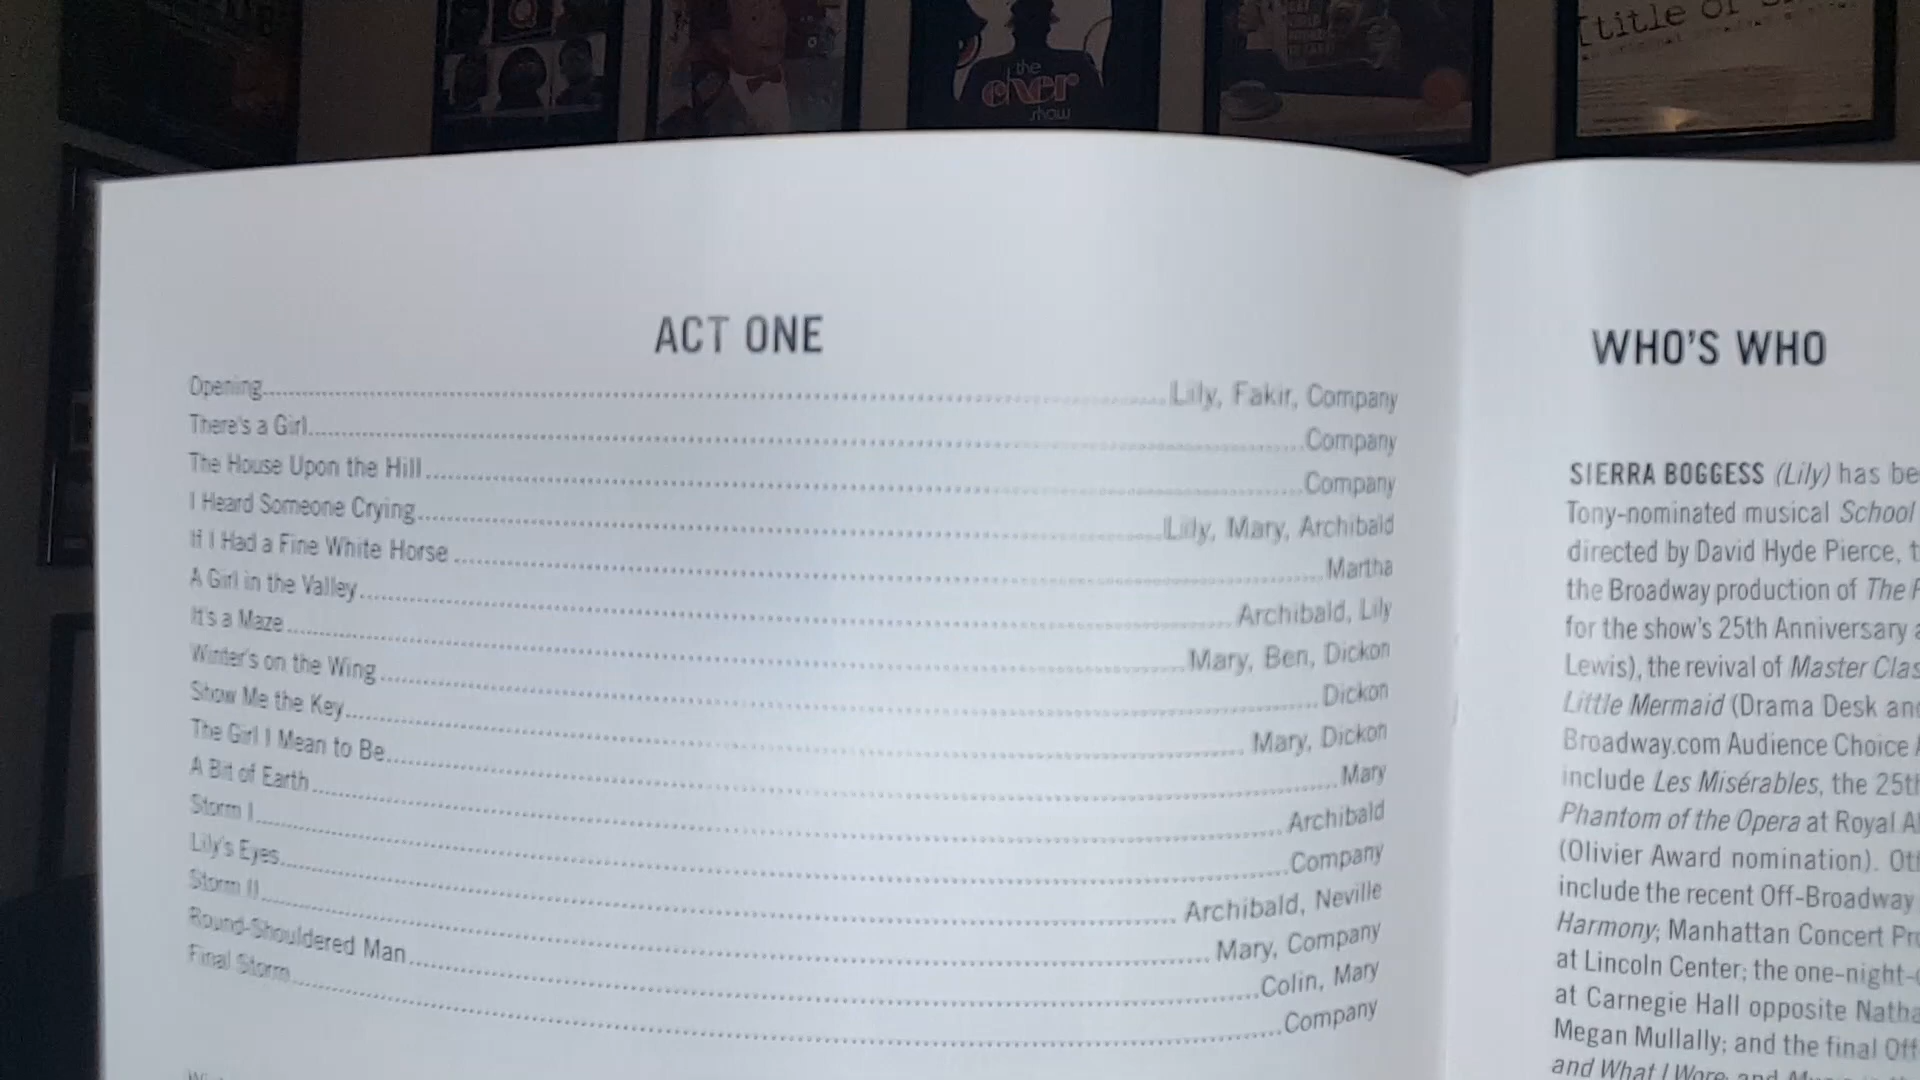 the
cher
show
[title of
ACT ONE
Opening Lily, Fakir, Company
There's a Girl Company
The House Upon the Hill Company
I Heard Someone Crying Lily, Mary, Archibald
If I Had a Fine White Horse Martha
A Girl in the Valley Archibald, Lily
It's a Maze Mary, Ben, Dickon
Winter's on the Wing Dickon
Show Me the Key Mary, Dickon
The Girl I Mean to Be Mary
A Bit of Earth Archibald
Storm I Company
Lily's Eyes Archibald, Neville
Storm II Mary, Company
Round-Shouldered Man Colin, Mary
Final Storm Company
WHO'S WHO
SIERRA BOGGESS (Lily) has be
Tony-nominated musical School
directed by David Hyde Pierce, t
the Broadway production of The P
for the show's 25th Anniversary a
Lewis), the revival of Master Clas
Little Mermaid (Drama Desk and
Broadway.com Audience Choice A
include Les Misérables, the 25th
Phantom of the Opera at Royal Al
(Olivier Award nomination). Oth
include the recent Off-Broadway
Harmony; Manhattan Concert Pro
at Lincoln Center; the one-night-o
at Carnegie Hall opposite Natha
Megan Mullally; and the final Off
and What I Wore and